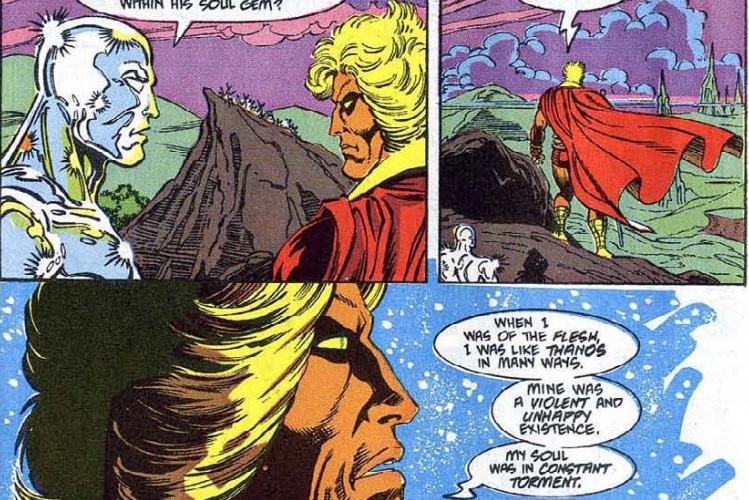 WITHIN HIS SOUL GEM?
WHEN I
WAS OF THE FLESH,
I WAS LIKE THANOS
IN MANY WAYS.
MINE WAS
A VIOLENT AND
UNHAPPY
EXISTENCE.
MY SOUL
WAS IN CONSTANT
TORMENT.